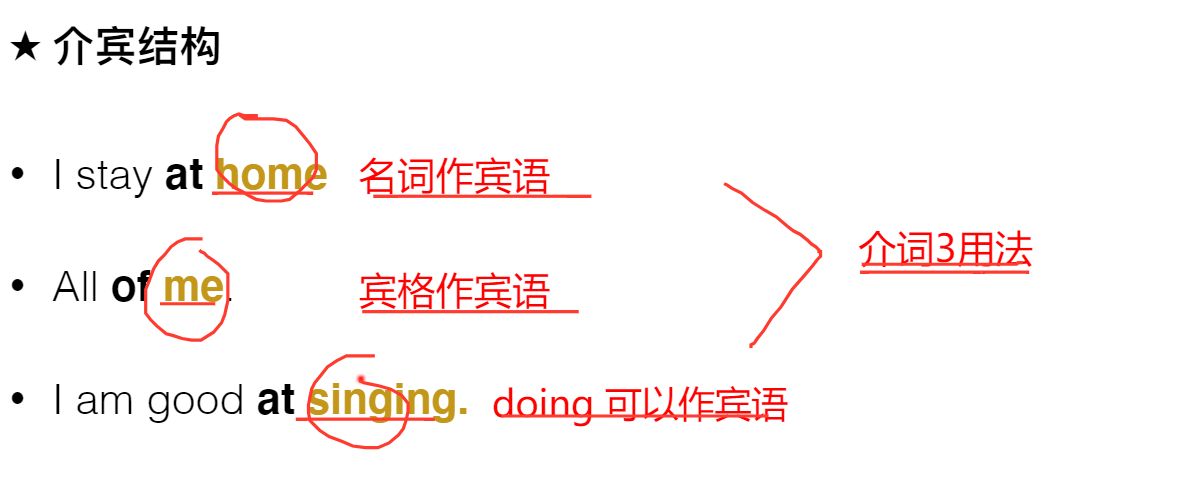 ★ 介宾结构
• I stay at home 名词作宾语
介词3用法
• All of me. 宾格作宾语
• I am good at singing. doing 可以作宾语